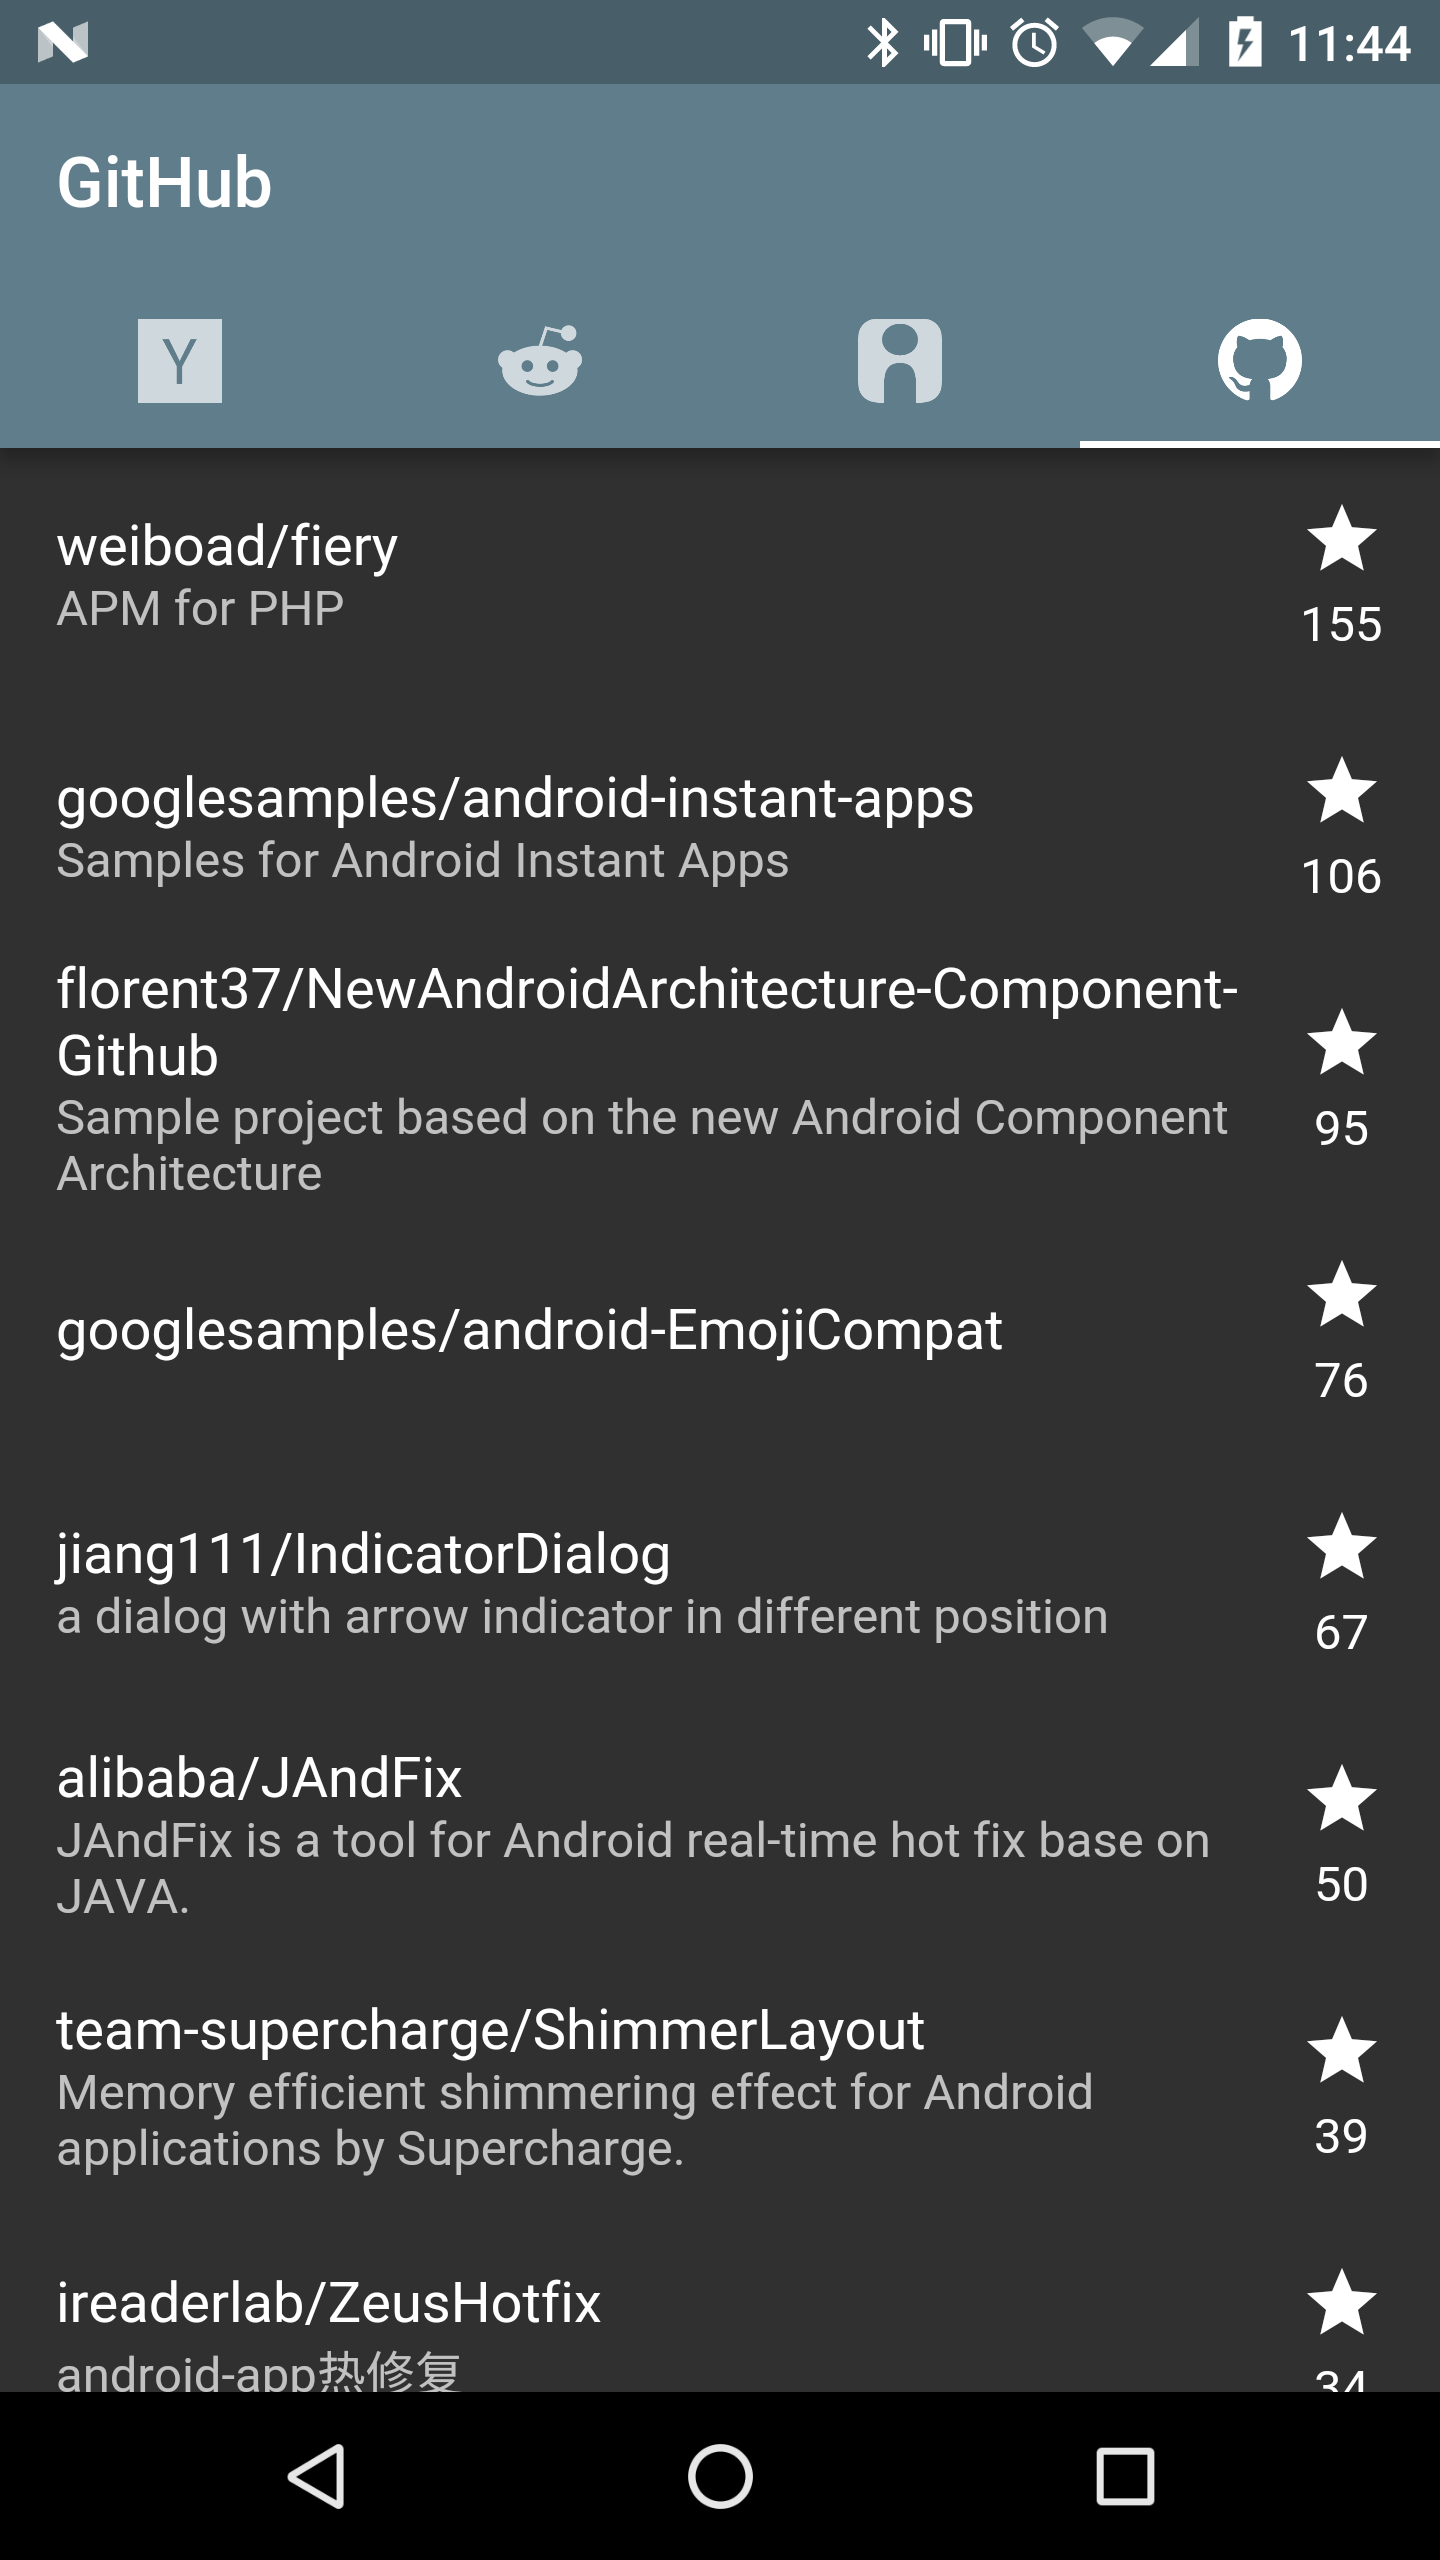 11:44
GitHub
Y
weiboad/fiery
APM for PHP
155
googlesamples/android-instant-apps
Samples for Android Instant Apps
106
florent37/NewAndroidArchitecture-Component-
Github
Sample project based on the new Android Component
Architecture
95
googlesamples/android-EmojiCompat
76
jiang111/IndicatorDialog
a dialog with arrow indicator in different position
67
alibaba/JAndFix
JAndFix is a tool for Android real-time hot fix base on
JAVA.
50
team-supercharge/ShimmerLayout
Memory efficient shimmering effect for Android
applications by Supercharge.
39
ireaderlab/ZeusHotfix
android-app热修复
34